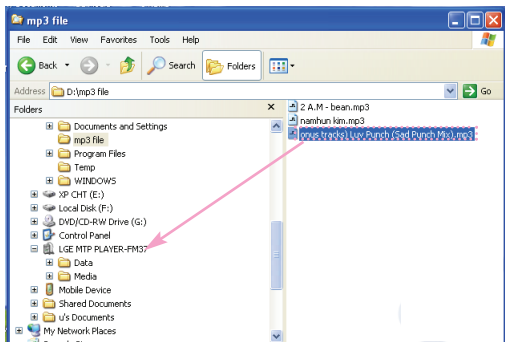 mp3 file
File Edit View Favorites Tools Help
Back Search Folders
Address D:\mp3 file Go
Folders
2 A.M - bean.mp3
namhun kim.mp3
onus tracks) Luv Punch (Sad Punch Mix).mp3
Documents and Settings
mp3 file
Program Files
Temp
WINDOWS
XP CHT (E:)
Local Disk (F:)
DVD/CD-RW Drive (G:)
Control Panel
LGE MTP PLAYER-FM37
Data
Media
Mobile Device
Shared Documents
u's Documents
My Network Places